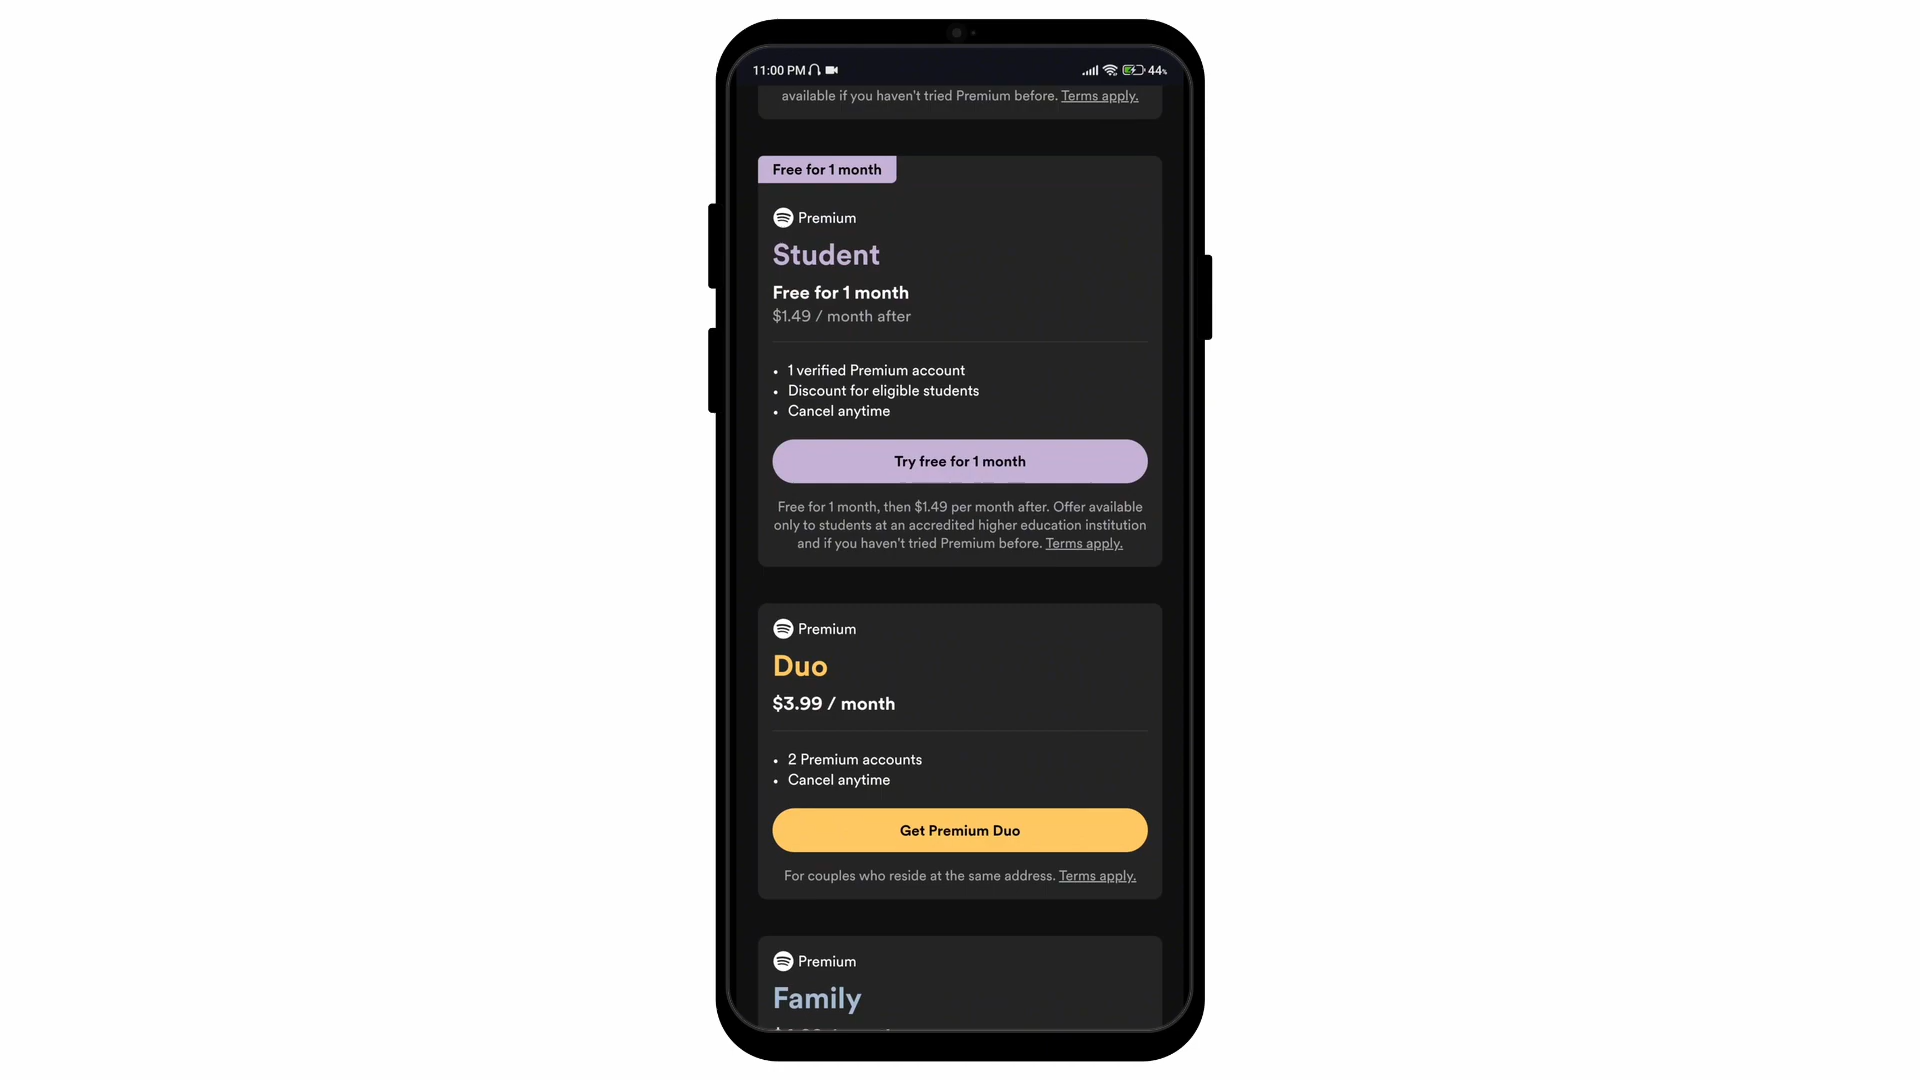 11:00 PM 44%
available if you haven't tried Premium before. Terms apply.
Free for 1 month
Premium
Student
Free for 1 month
$1.49 / month after
• 1 verified Premium account
• Discount for eligible students
• Cancel anytime
Try free for 1 month
Free for 1 month, then $1.49 per month after. Offer available
only to students at an accredited higher education institution
and if you haven't tried Premium before. Terms apply.
Premium
Duo
$3.99 / month
• 2 Premium accounts
• Cancel anytime
Get Premium Duo
For couples who reside at the same address. Terms apply.
Premium
Family